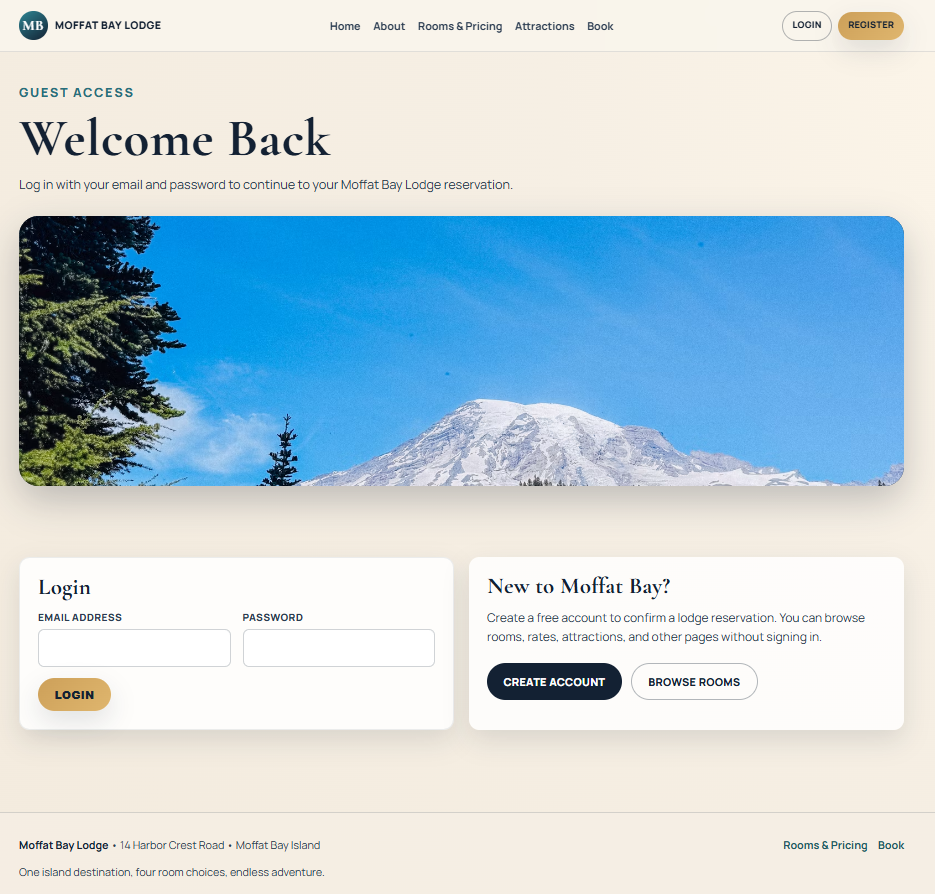 MB MOFFAT BAY LODGE Home About Rooms & Pricing Attractions Book LOGIN REGISTER
GUEST ACCESS
Welcome Back
Log in with your email and password to continue to your Moffat Bay Lodge reservation.
Login
EMAIL ADDRESS PASSWORD
LOGIN
New to Moffat Bay?
Create a free account to confirm a lodge reservation. You can browse
rooms, rates, attractions, and other pages without signing in.
CREATE ACCOUNT BROWSE ROOMS
Moffat Bay Lodge • 14 Harbor Crest Road • Moffat Bay Island
One island destination, four room choices, endless adventure.
Rooms & Pricing Book